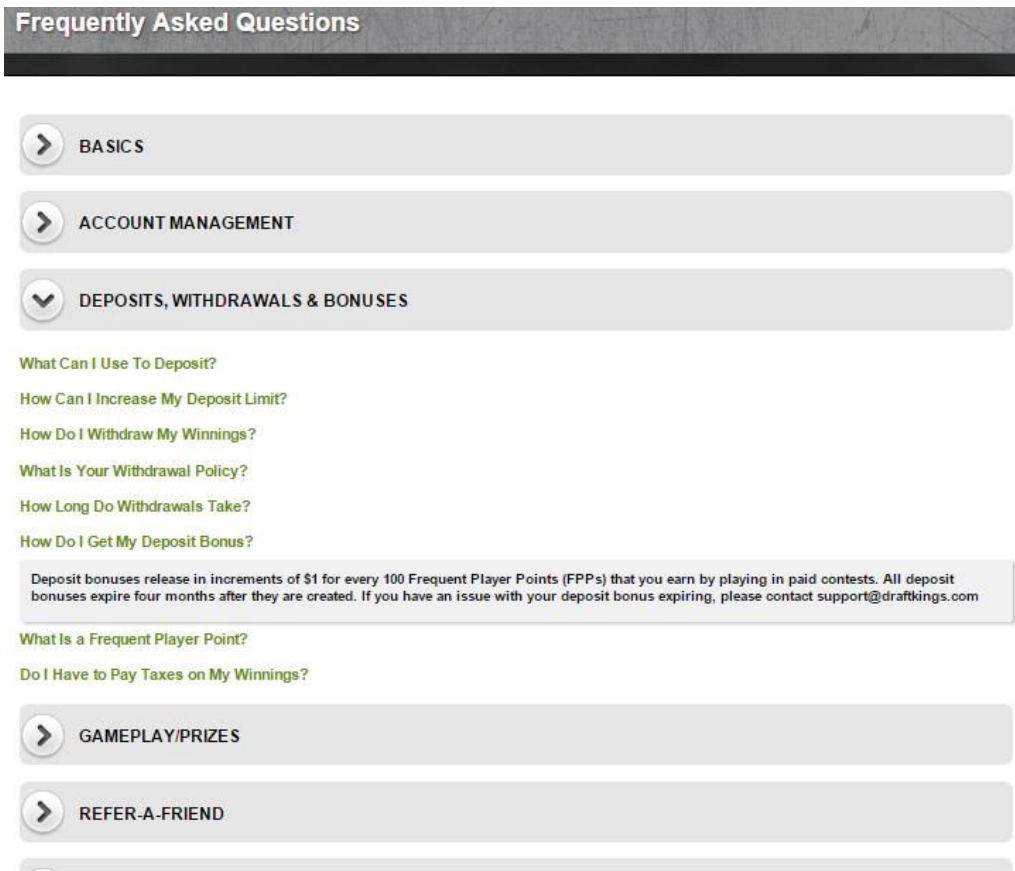 Frequently Asked Questions
BASICS
ACCOUNT MANAGEMENT
DEPOSITS, WITHDRAWALS & BONUSES
What Can I Use To Deposit?
How Can I Increase My Deposit Limit?
How Do I Withdraw My Winnings?
What Is Your Withdrawal Policy?
How Long Do Withdrawals Take?
How Do I Get My Deposit Bonus?
Deposit bonuses release in increments of $1 for every 100 Frequent Player Points (FPPs) that you earn by playing in paid contests. All deposit
bonuses expire four months after they are created. If you have an issue with your deposit bonus expiring, please contact support@draftkings.com
What Is a Frequent Player Point?
Do I Have to Pay Taxes on My Winnings?
GAMEPLAY/PRIZES
REFER-A-FRIEND